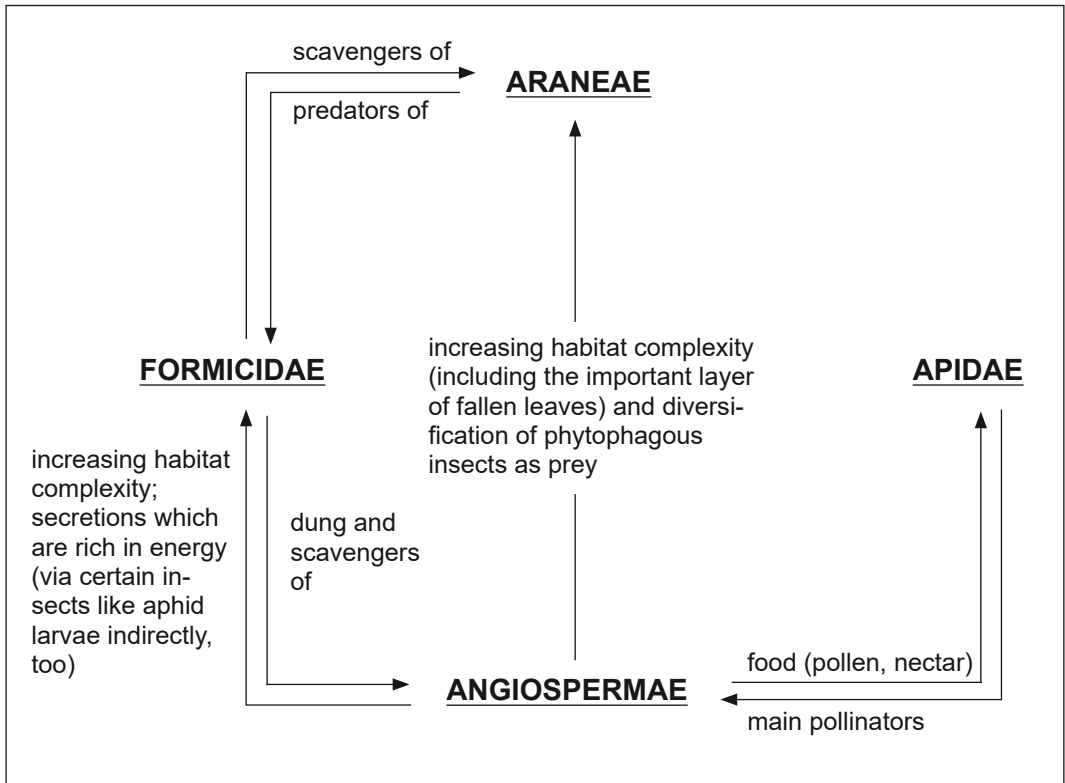 scavengers of
ARANEAE
predators of
FORMICIDAE
increasing habitat complexity
(including the important layer
of fallen leaves) and diversi-
fication of phytophagous
insects as prey
APIDAE
increasing habitat
complexity;
secretions which
are rich in energy
(via certain in-
sects like aphid
larvae indirectly,
too)
dung and
scavengers
of
ANGIOSPERMAE
food (pollen, nectar)
main pollinators